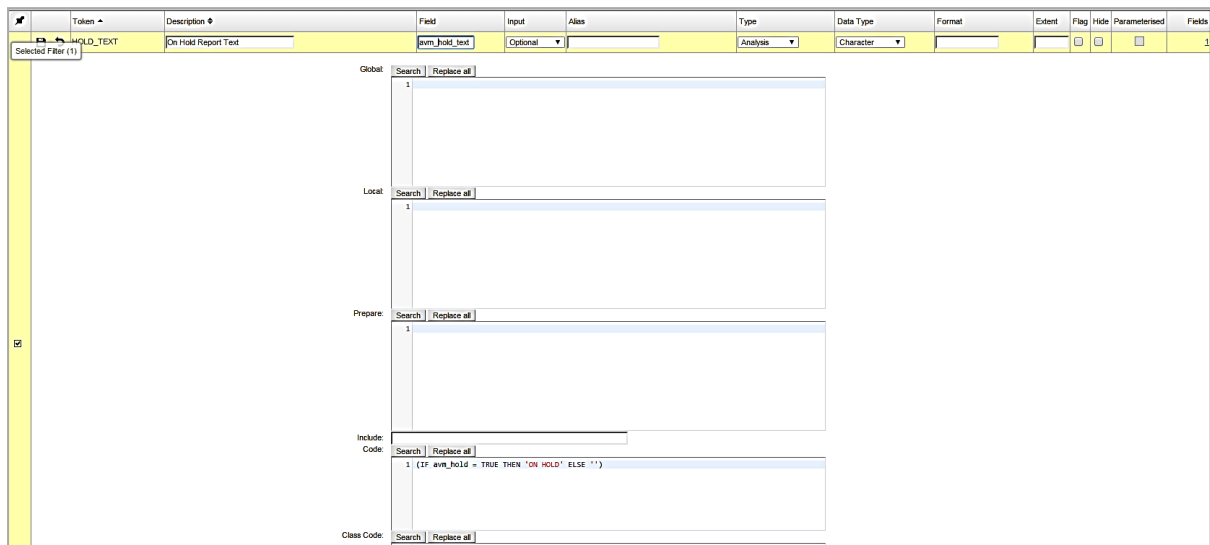 Token Description Field Input Alias Type Data Type Format Extent Flag Hide Parameterised Fields
HOLD_TEXT On Hold Report Text avm_hold_text Optional Analysis Character 1
Selected Filter (1)
Global: Search Replace all
1
Local: Search Replace all
1
Prepare: Search Replace all
1
Include:
Code: Search Replace all
1 (IF avm_hold = TRUE THEN 'ON HOLD' ELSE '')
Class Code: Search Replace all